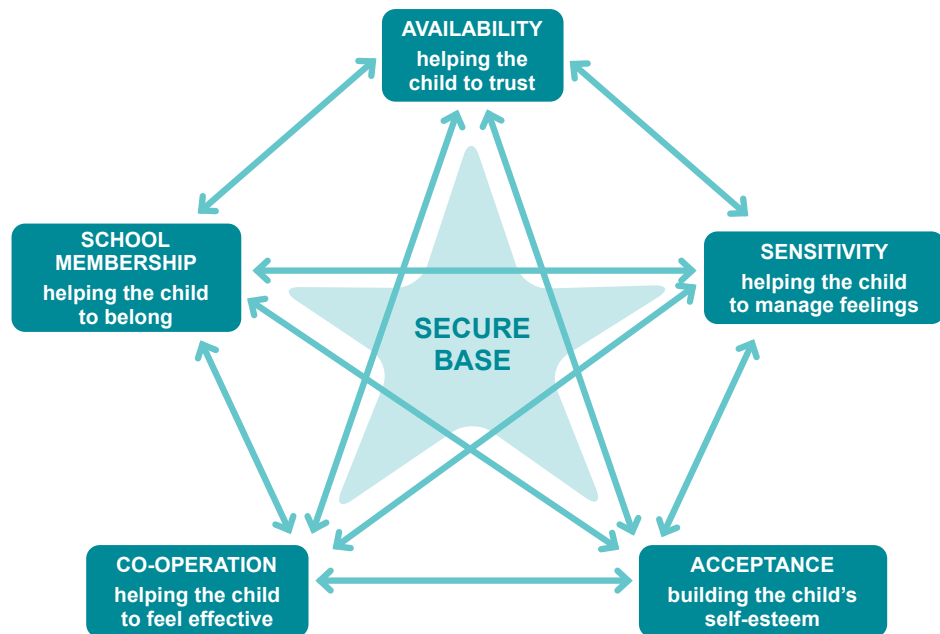 AVAILABILITY
helping the
child to trust
SCHOOL
MEMBERSHIP
helping the child
to belong
SENSITIVITY
helping the child
to manage feelings
SECURE
BASE
CO-OPERATION
helping the child
to feel effective
ACCEPTANCE
building the child's
self-esteem